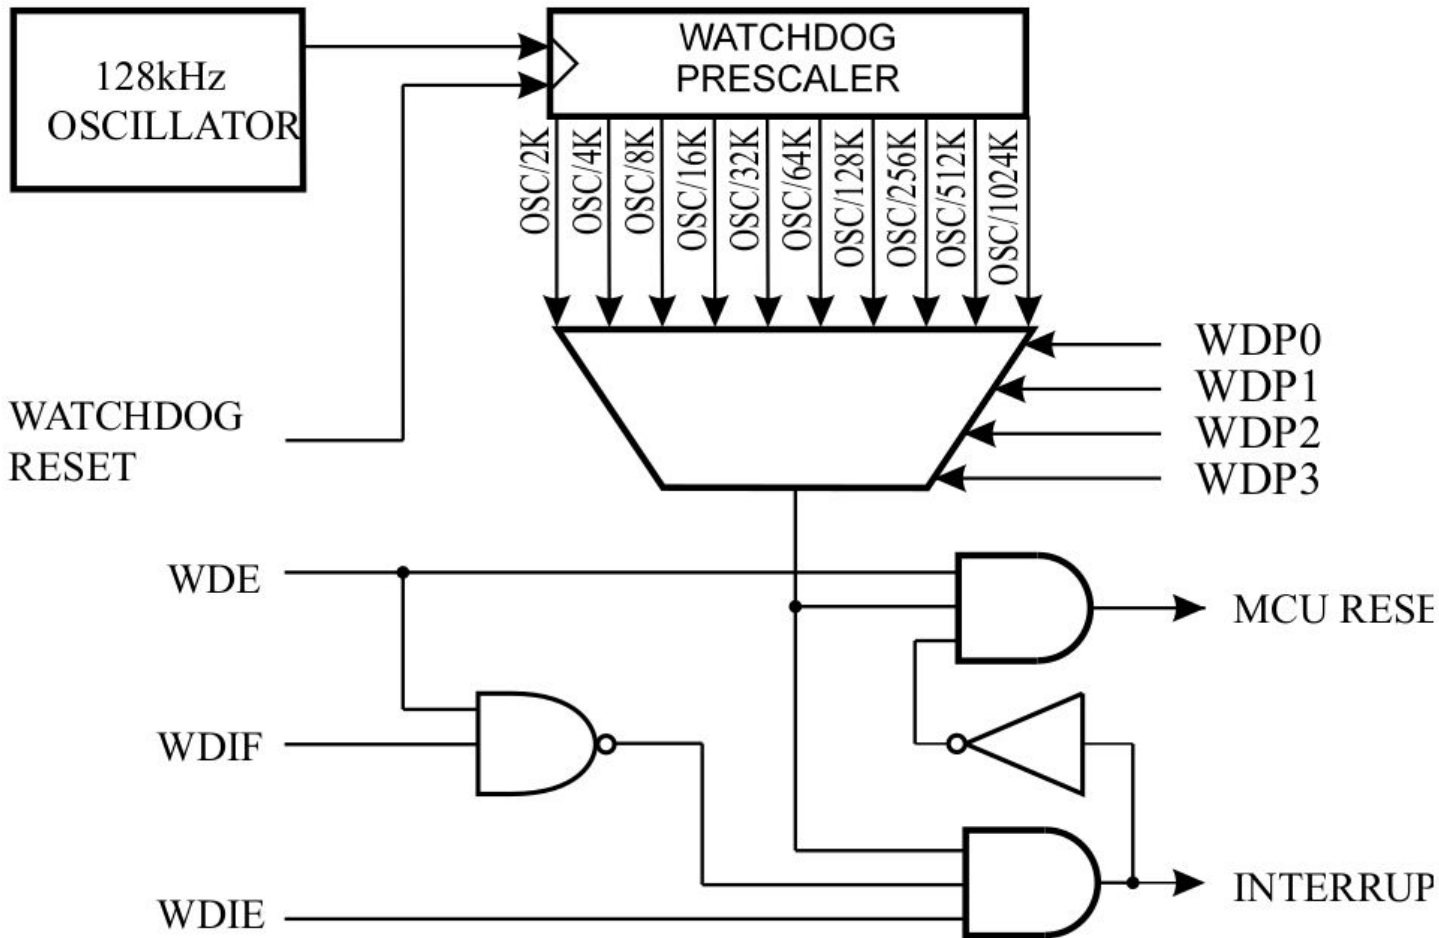 128kHz
OSCILLATOR
WATCHDOG
PRESCALER
OSC/2K
OSC/4K
OSC/8K
OSC/16K
OSC/32K
OSC/64K
OSC/128K
OSC/256K
OSC/512K
OSC/1024K
WDP0
WDP1
WDP2
WDP3
WATCHDOG
RESET
WDE
MCU RESE
WDIF
INTERRUP
WDIE